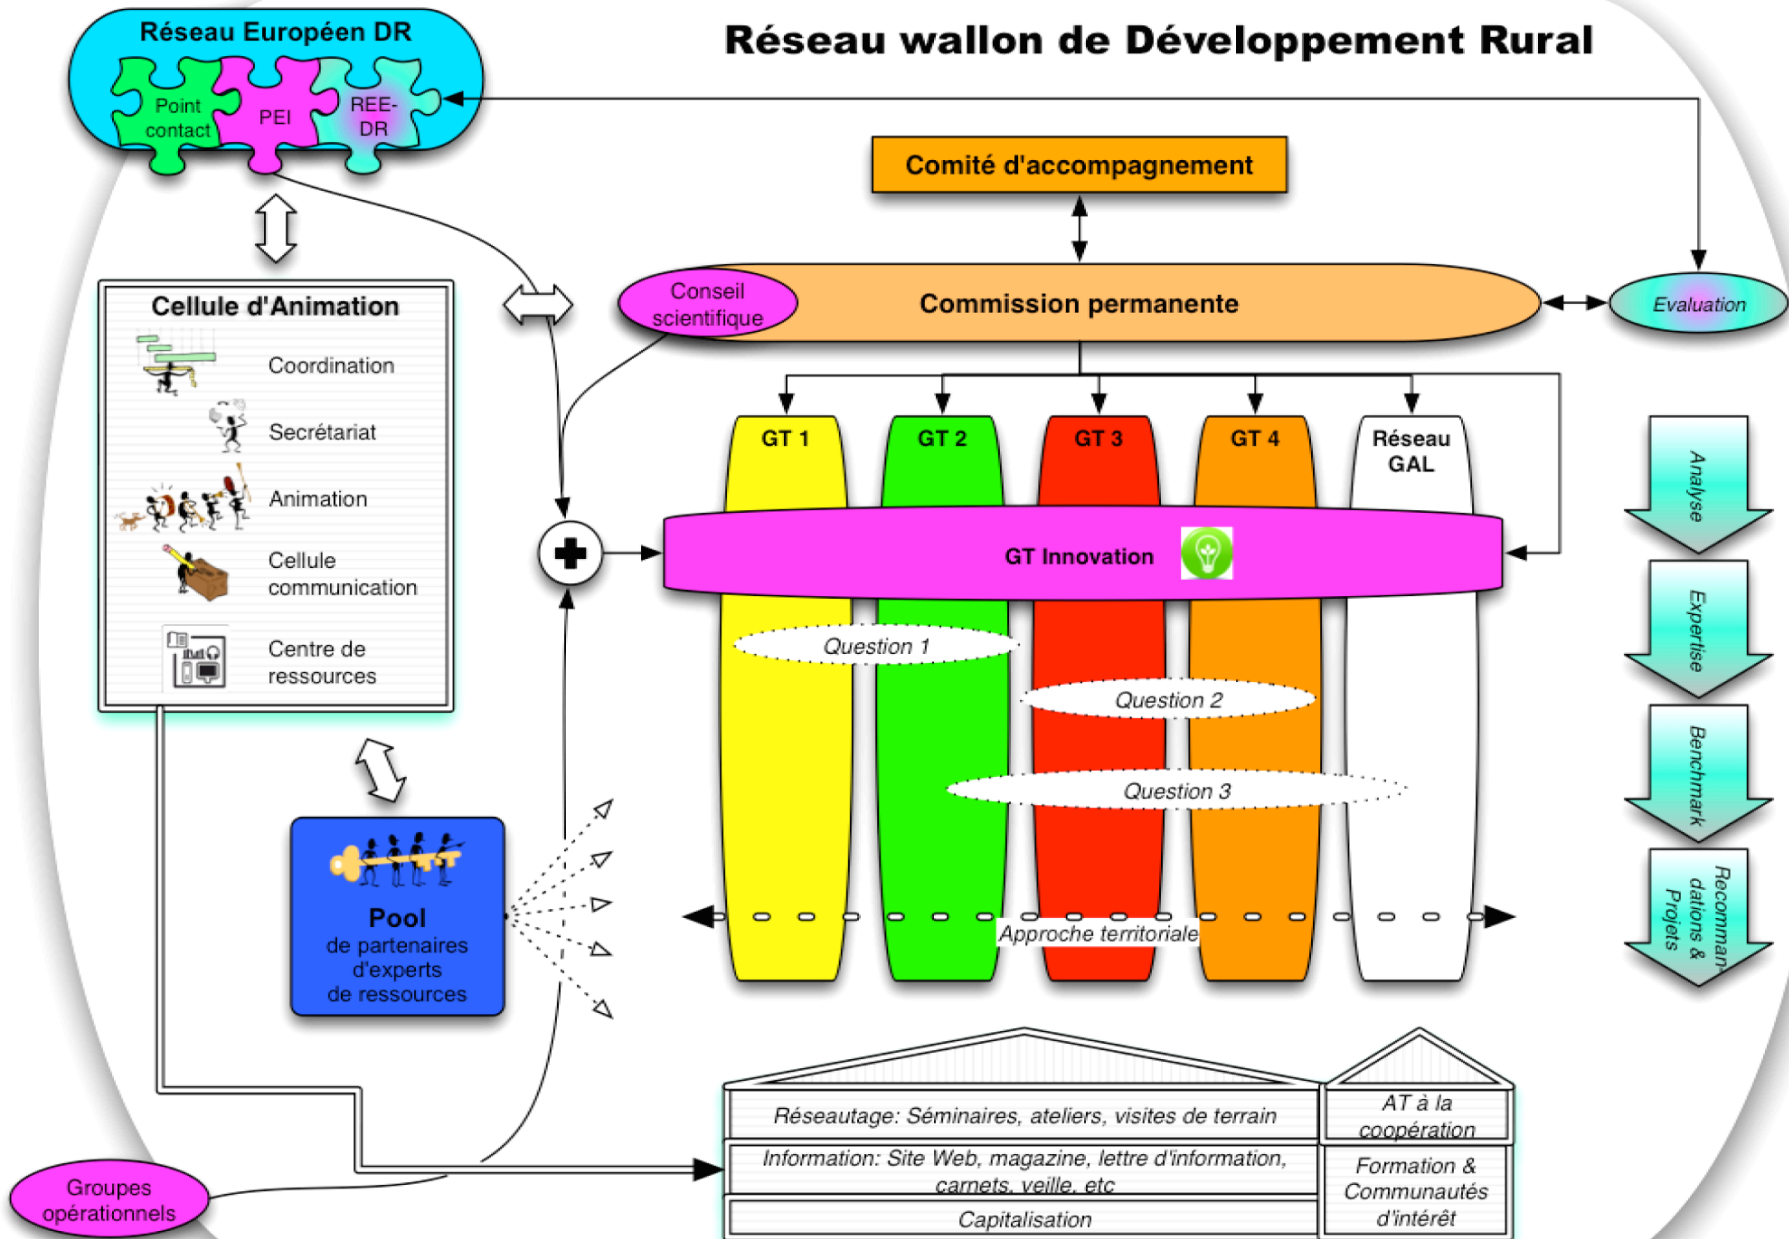 Réseau Européen DR
Réseau wallon de Développement Rural
Point
contact
PEI
REE-
DR
Comité d'accompagnement
Conseil
scientifique
Commission permanente
Evaluation
Cellule d'Animation
Coordination
Secrétariat
Animation
Cellule
communication
Centre de
ressources
GT 1
GT 2
GT 3
GT 4
Réseau
GAL
GT Innovation
Question 1
Question 2
Question 3
Approche territoriale
Analyse
Expertise
Benchmark
Recomman-
dations &
Projets
Pool
de partenaires
d'experts
de ressources
Réseautage: Séminaires, ateliers, visites de terrain
Information: Site Web, magazine, lettre d'information,
carnets, veille, etc
Capitalisation
AT à la
coopération
Formation &
Communautés
d'intérêt
Groupes
opérationnels